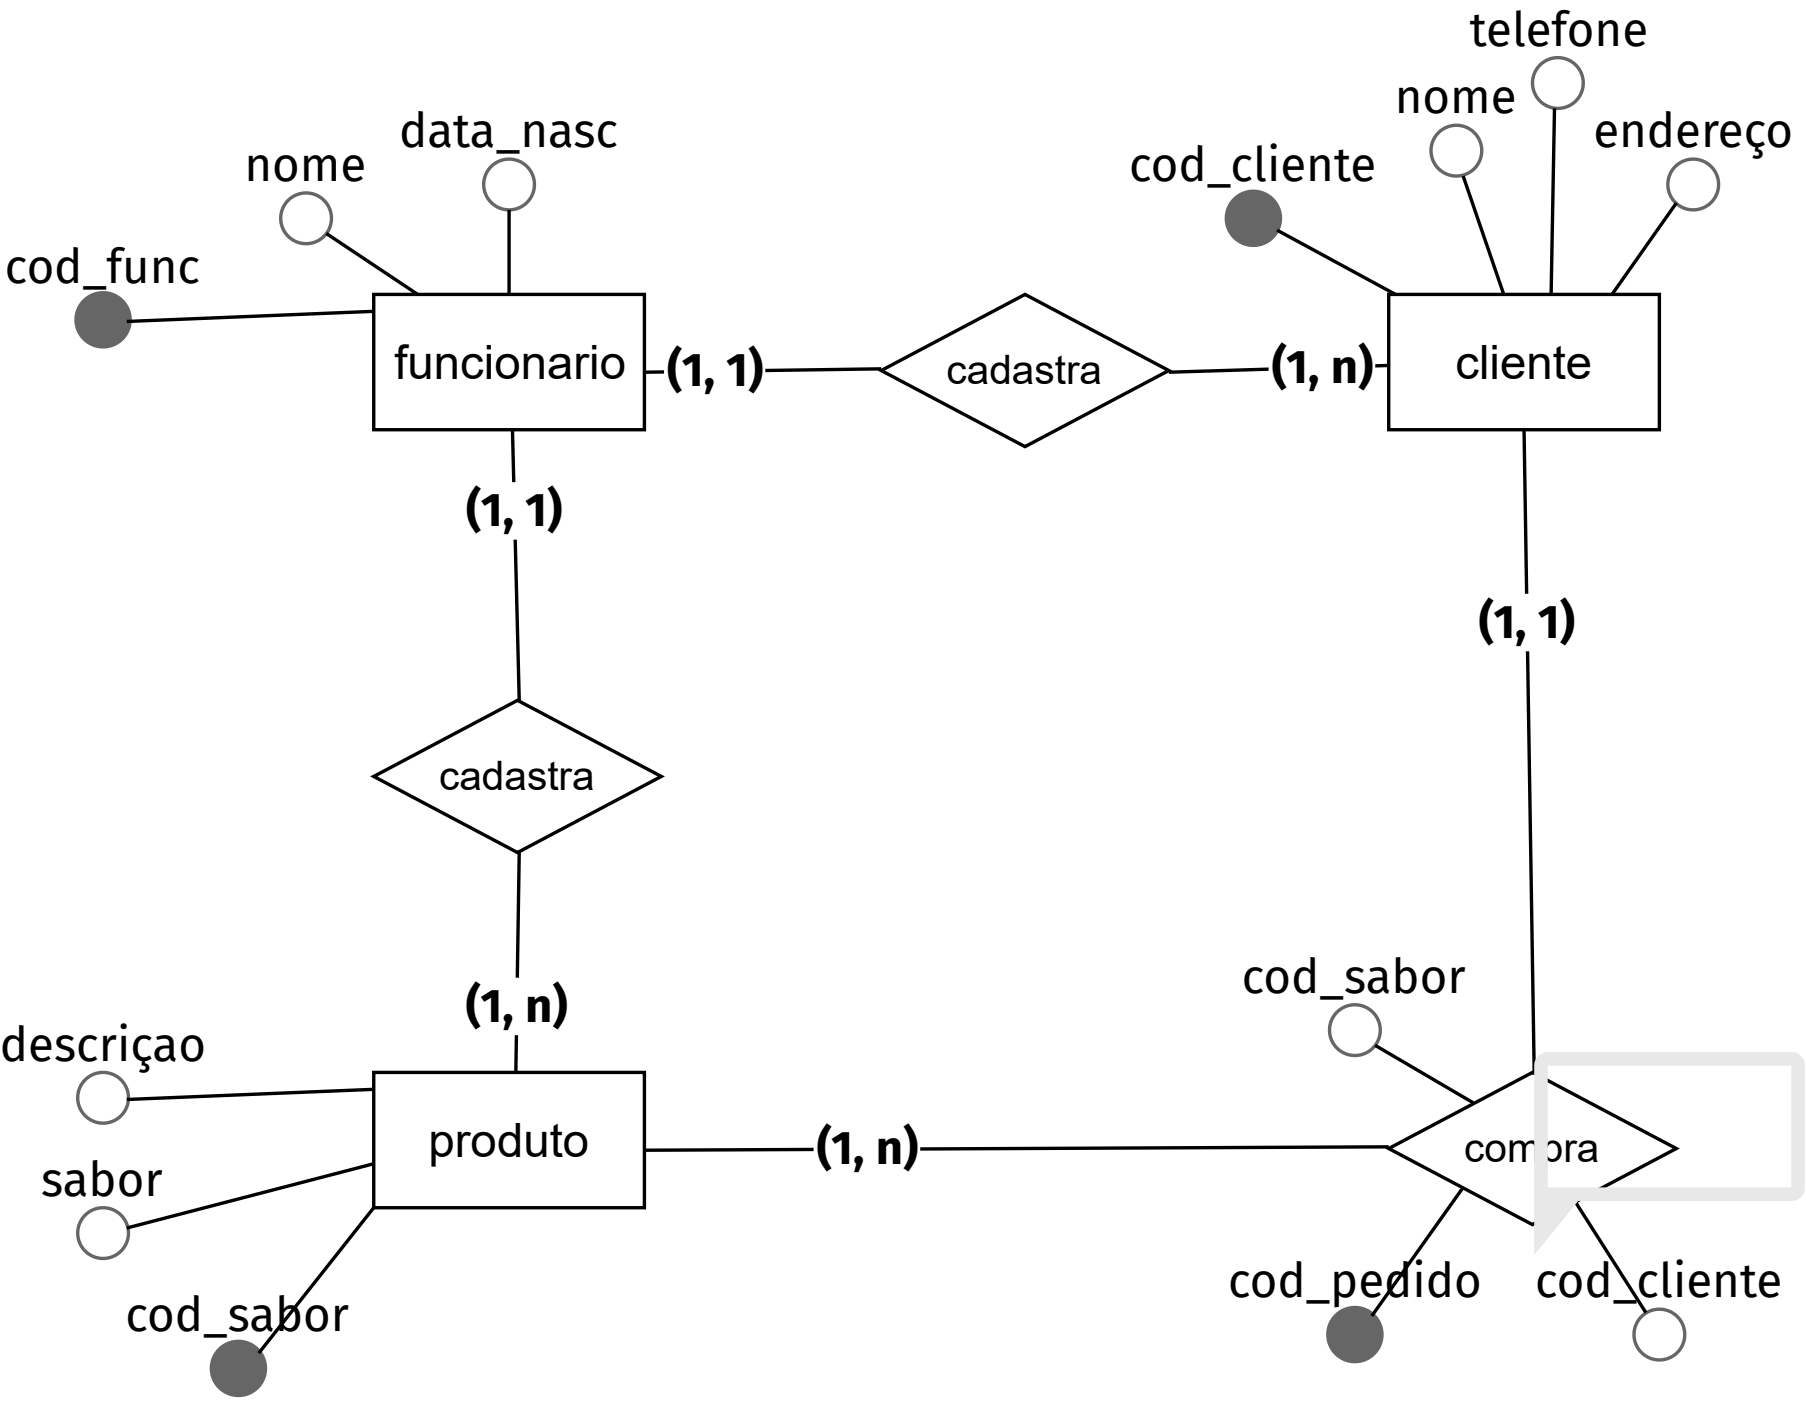 telefone
nome
endereço
data_nasc
cod_cliente
nome
cod_func
funcionario
(1, 1)
cadastra
(1, n)
cliente
(1, 1)
(1, 1)
cadastra
cod_sabor
(1, n)
descriçao
produto
(1, n)
compra
sabor
cod_pedido
cod_cliente
cod_sabor